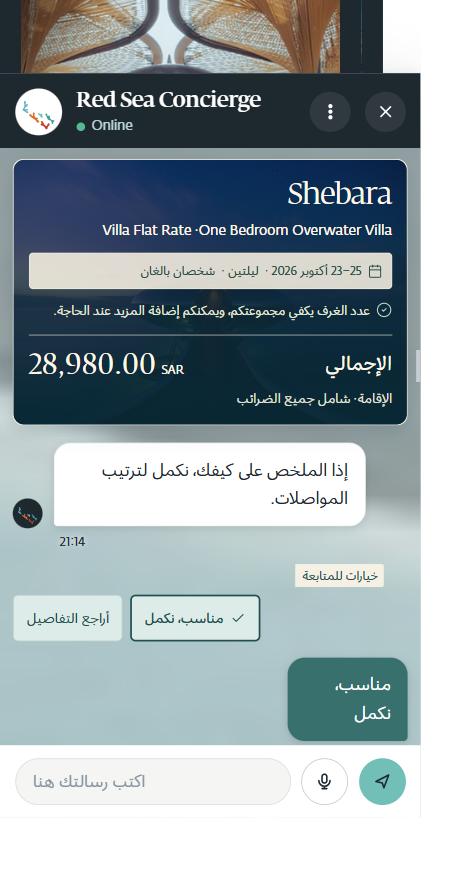 Red Sea Concierge
Online
Shebara
Villa Flat Rate ·One Bedroom Overwater Villa
23–25 أكتوبر 2026 · ليلتين · شخصان بالغان
عدد الغرف يكفي مجموعتكم، ويمكنكم إضافة المزيد عند الحاجة.
الإجمالي
28,980.00 SAR
الإقامة · شامل جميع الضرائب
إذا الملخص على كيفك، نكمل لترتيب
المواصلات.
21:14
خيارات للمتابعة
مناسب، نكمل
أراجع التفاصيل
مناسب،
نكمل
اكتب رسالتك هنا